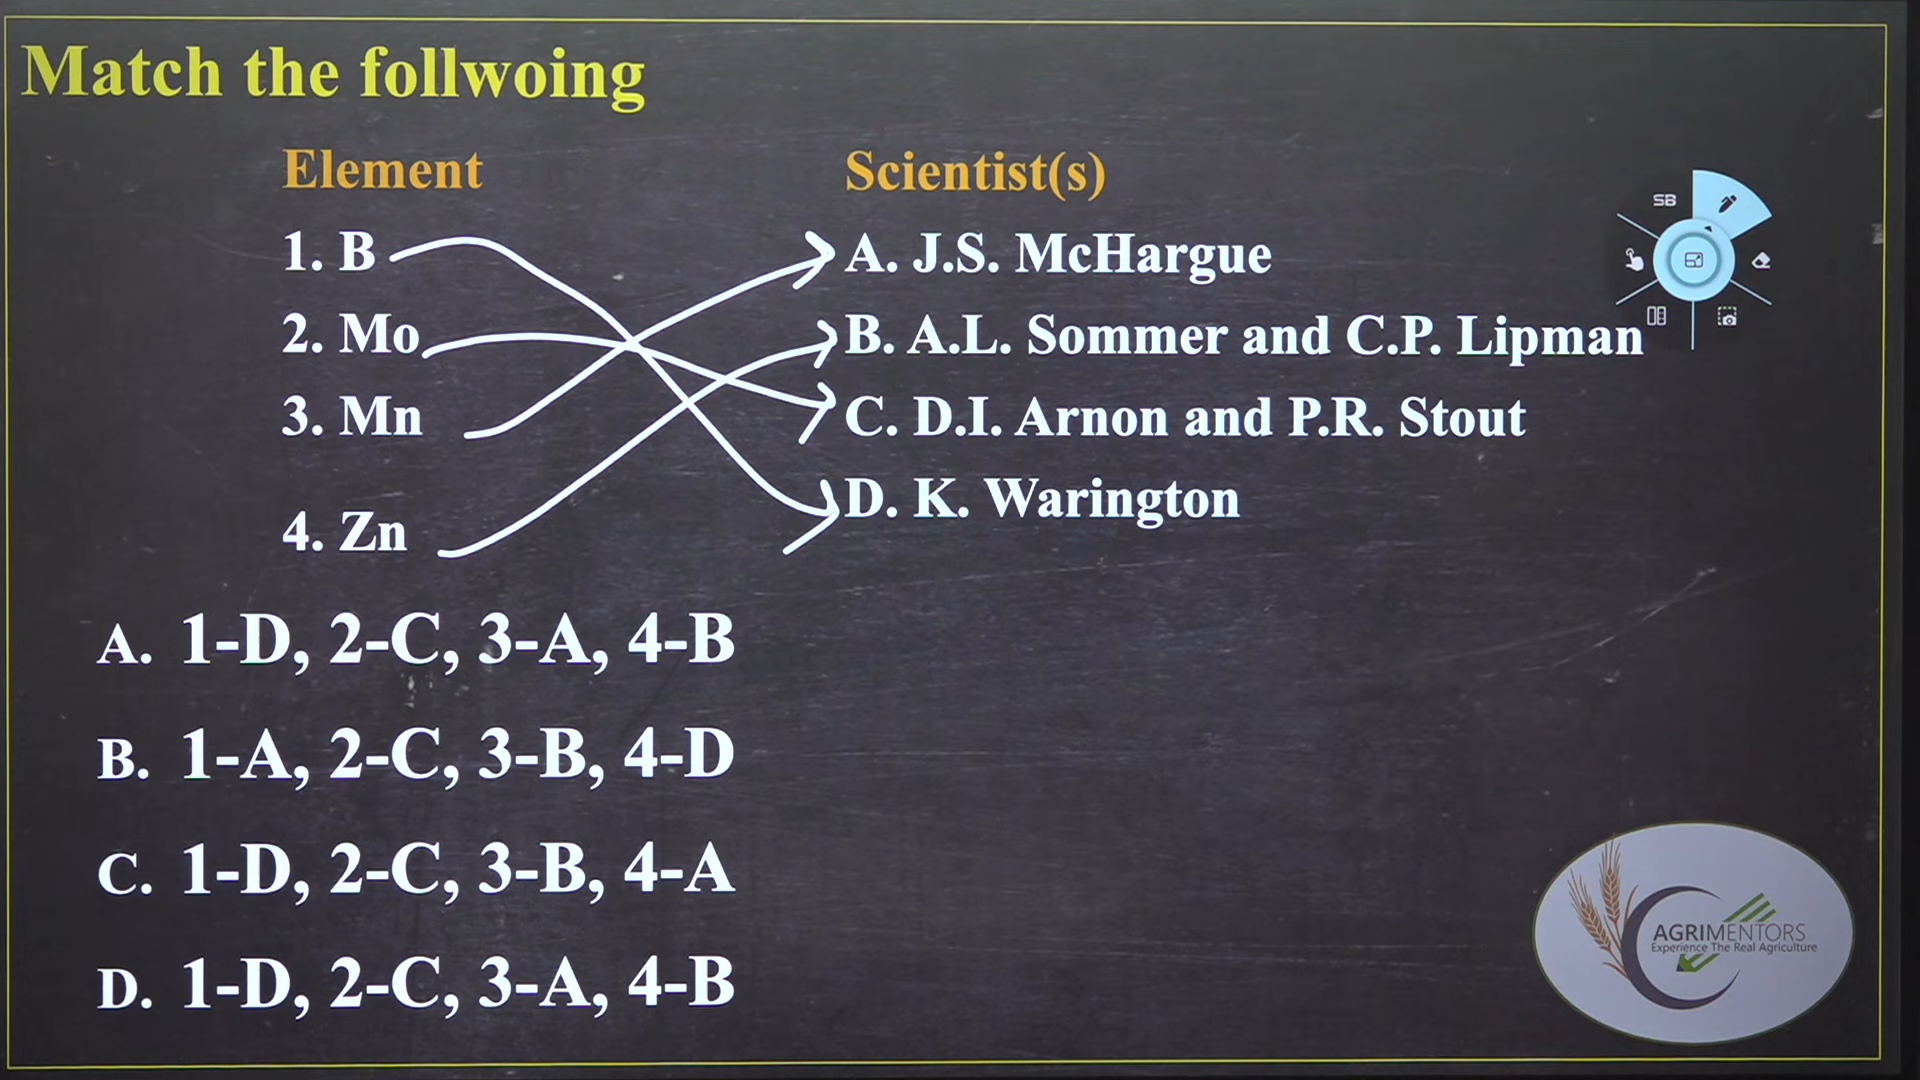 Match the follwoing
Element Scientist(s)
1. B A. J.S. McHargue
2. Mo B. A.L. Sommer and C.P. Lipman
3. Mn C. D.I. Arnon and P.R. Stout
4. Zn D. K. Warington
A. 1-D, 2-C, 3-A, 4-B
B. 1-A, 2-C, 3-B, 4-D
C. 1-D, 2-C, 3-B, 4-A
D. 1-D, 2-C, 3-A, 4-B
SB
AGRIMENTORS
Experience The Real Agriculture